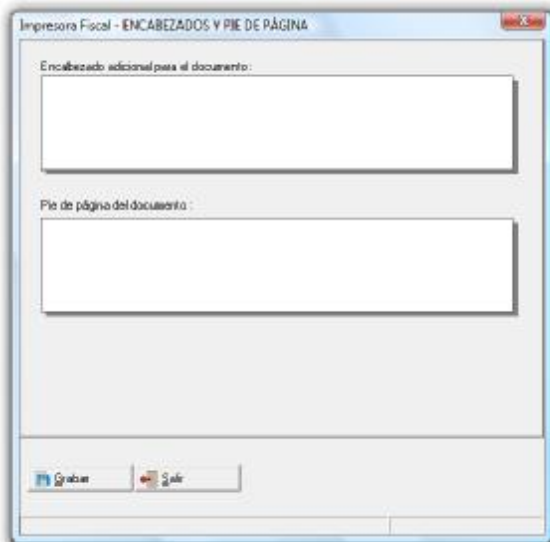 Impresora Fiscal - ENCABEZADOS Y PIE DE PÁGINA
Encabezado adicional para el documento :
Pie de página del documento :
Grabar Salir